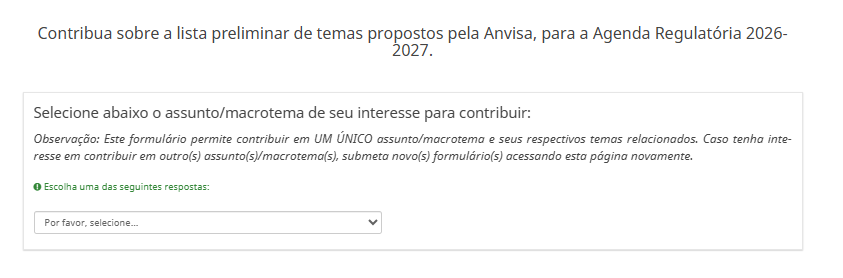 Contribua sobre a lista preliminar de temas propostos pela Anvisa, para a Agenda Regulatória 2026-
2027.
Selecione abaixo o assunto/macrotema de seu interesse para contribuir:
Observação: Este formulário permite contribuir em UM ÚNICO assunto/macrotema e seus respectivos temas relacionados. Caso tenha inte-
resse em contribuir em outro(s) assunto(s)/macrotema(s), submeta novo(s) formulário(s) acessando esta página novamente.
Escolha uma das seguintes respostas:
Por favor, selecione...